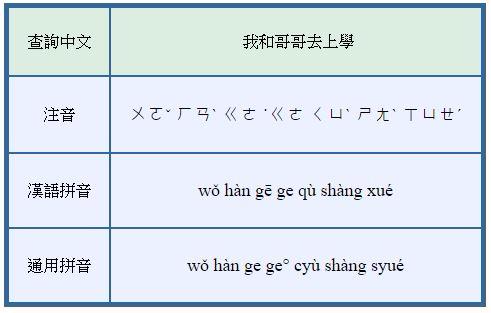 查詢中文 我和哥哥去上學
注音 ㄨㄛˇ ㄏㄢˋ ㄍㄜ ˙ㄍㄜ ㄑㄩˋ ㄕㄤˋ ㄒㄩㄝˊ
漢語拼音 wǒ hàn gē ge qù shàng xué
通用拼音 wǒ hàn ge ge° cyù shàng syué